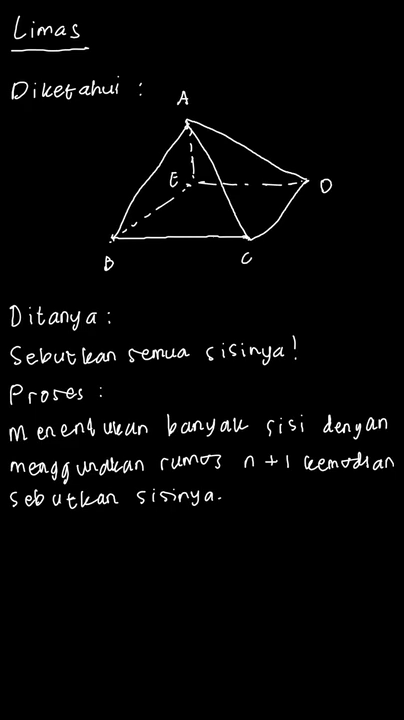 Limas
Diketahui :
A
E
D
B
C
Ditanya :
Sebutkan semua sisinya!
Proses :
Menentukan banyak sisi dengan
menggunakan rumus n + 1 kemudian
sebutkan sisinya.